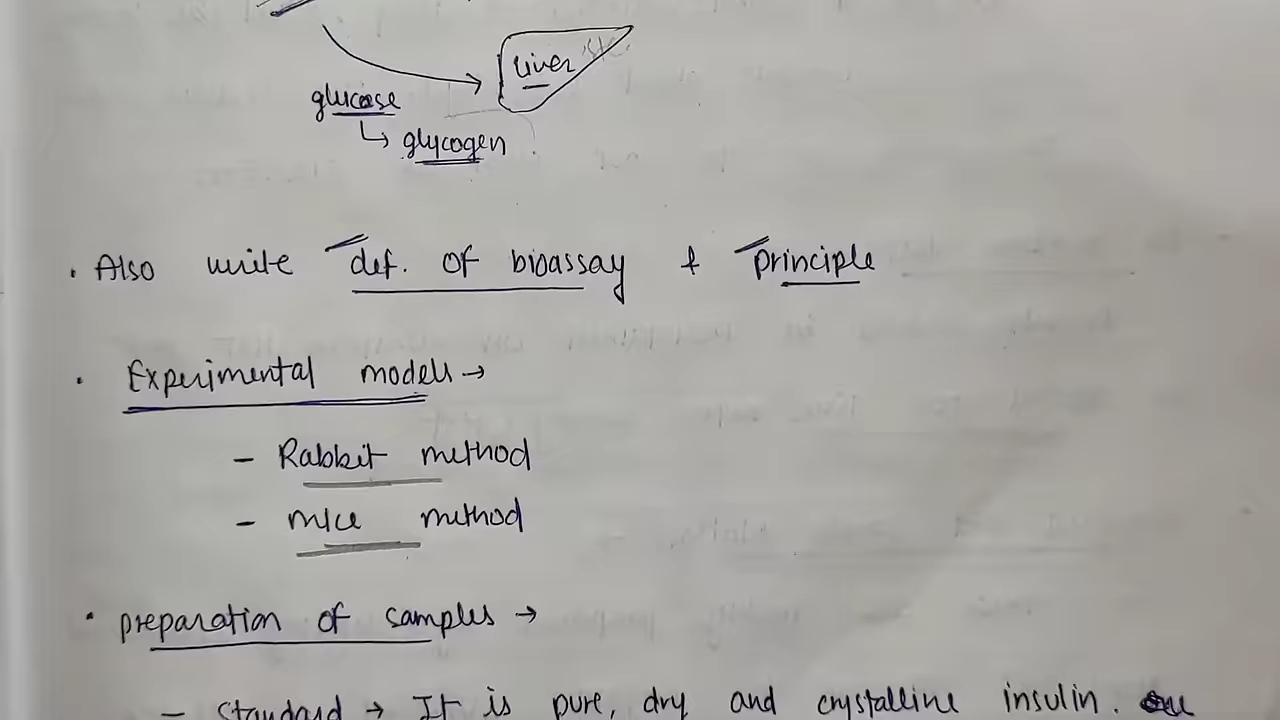 liver
glucose
↳ glycogen
. Also write def. of bioassay & principle
. Experimental models →
- Rabbit method
- mice method
. preparation of samples →
- Standard → It is pure, dry and crystalline insulin.